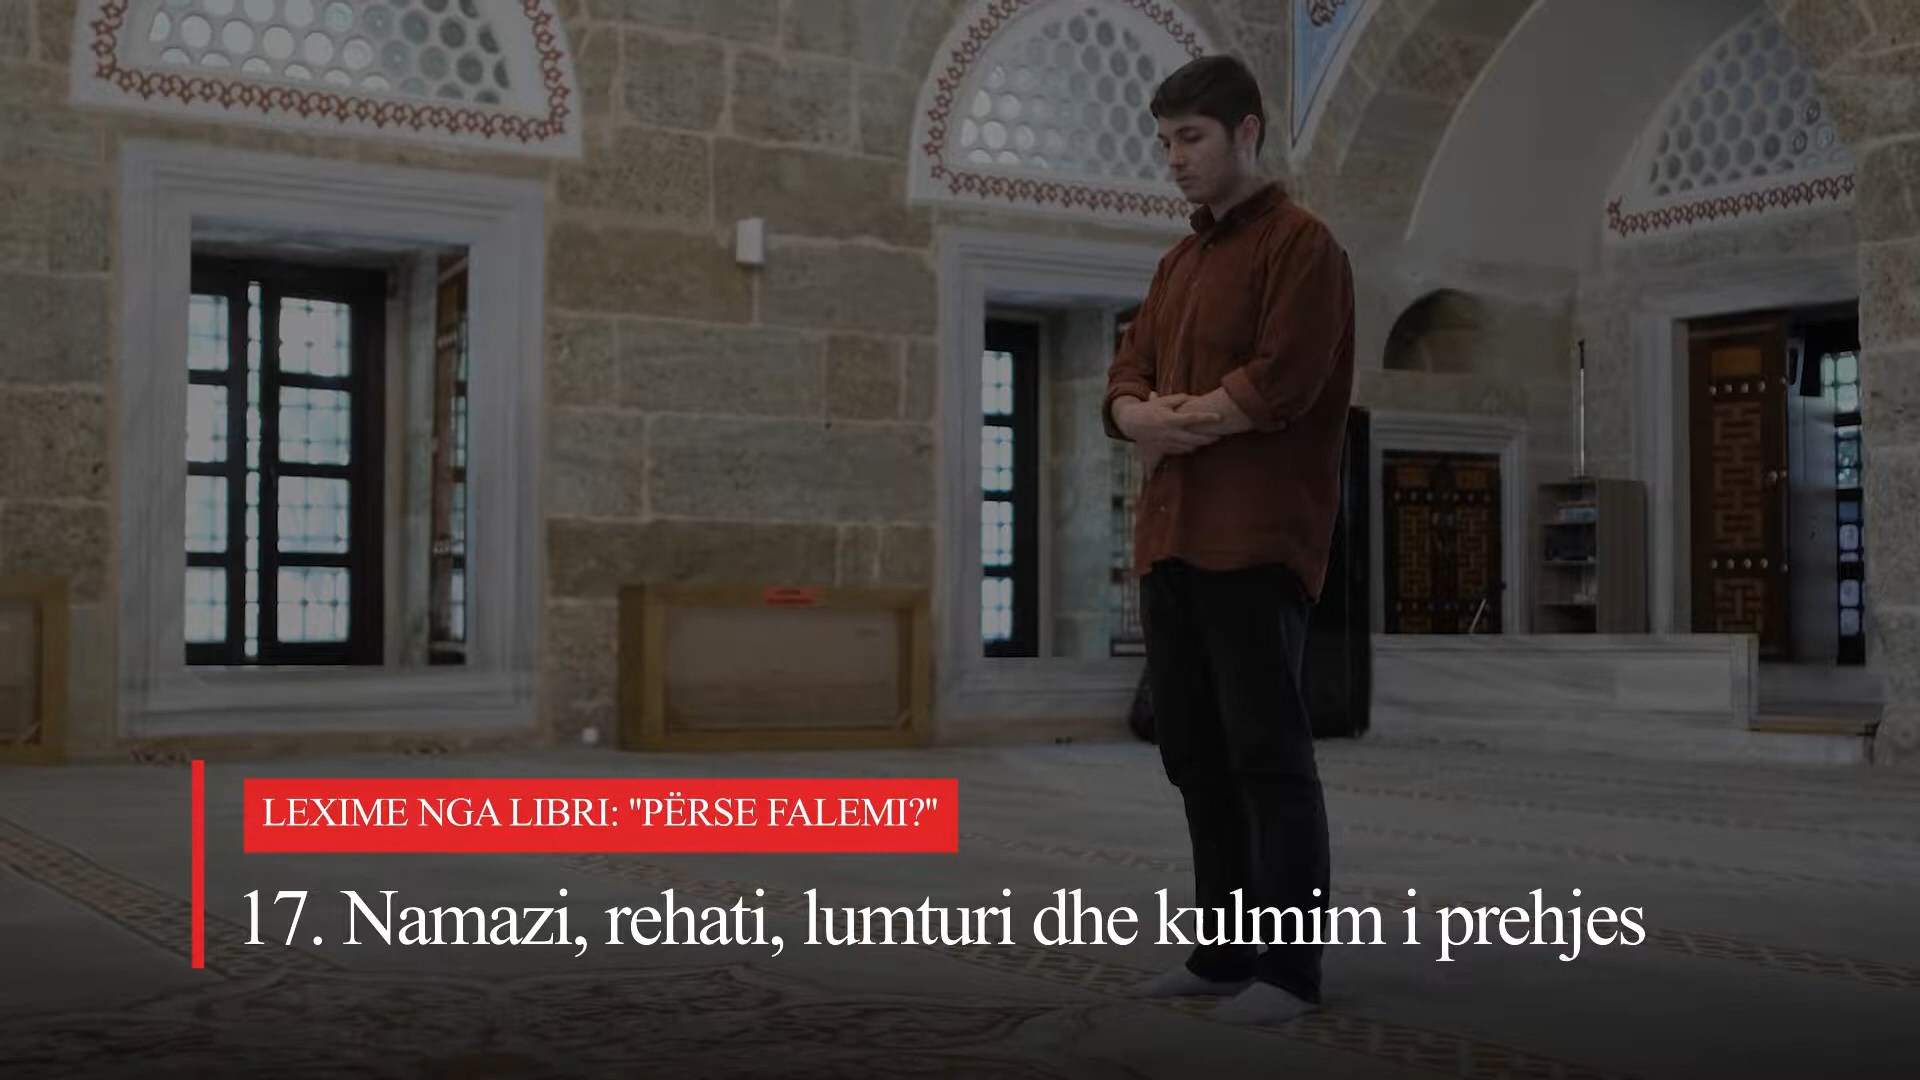 LEXIME NGA LIBRI: "PËRSE FALEMI?"
17. Namazi, rehati, lumturi dhe kulmim i prehjes